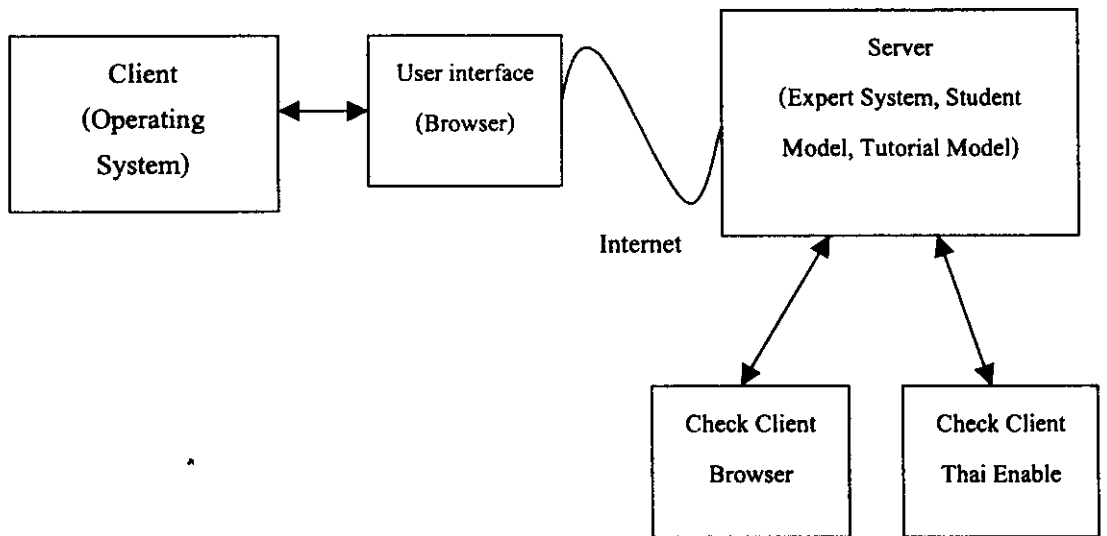 Client
(Operating
System)
User interface
(Browser)
Server
(Expert System, Student
Model, Tutorial Model)
Internet
Check Client
Browser
Check Client
Thai Enable